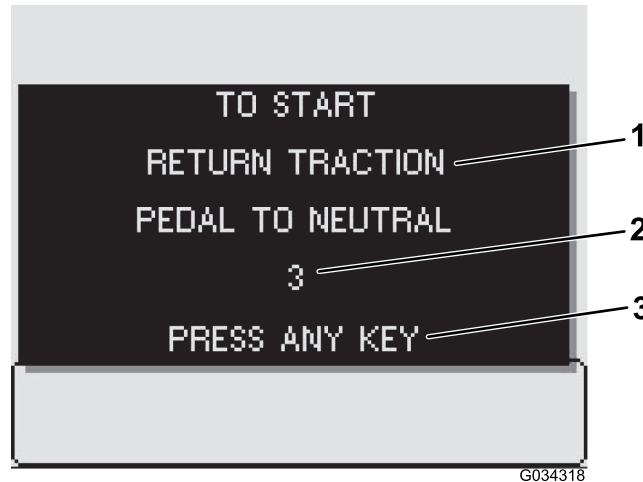 TO START
RETURN TRACTION
1
PEDAL TO NEUTRAL
2
3
3
PRESS ANY KEY
G034318